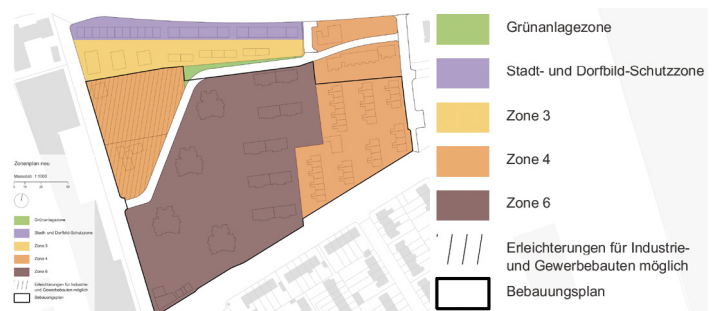 Zonenplan neu
Massstab 1:1000
Grünanlagezone
Stadt- und Dorfbild-Schutzzone
Zone 3
Zone 4
Zone 6
Erleichterungen für Industrie-
und Gewerbebauten möglich
Bebauungsplan
Grünanlagezone
Stadt- und Dorfbild-Schutzzone
Zone 3
Zone 4
Zone 6
Erleichterungen für Industrie-
und Gewerbebauten möglich
Bebauungsplan